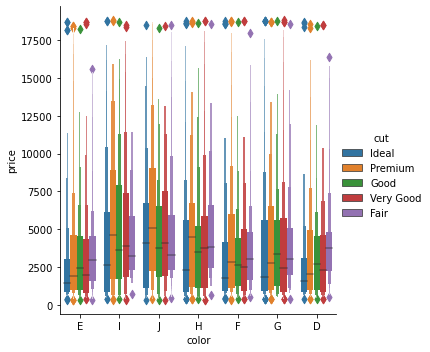 17500
15000
12500
10000
7500
5000
2500
0
price
E I J H F G D
color
cut
Ideal
Premium
Good
Very Good
Fair